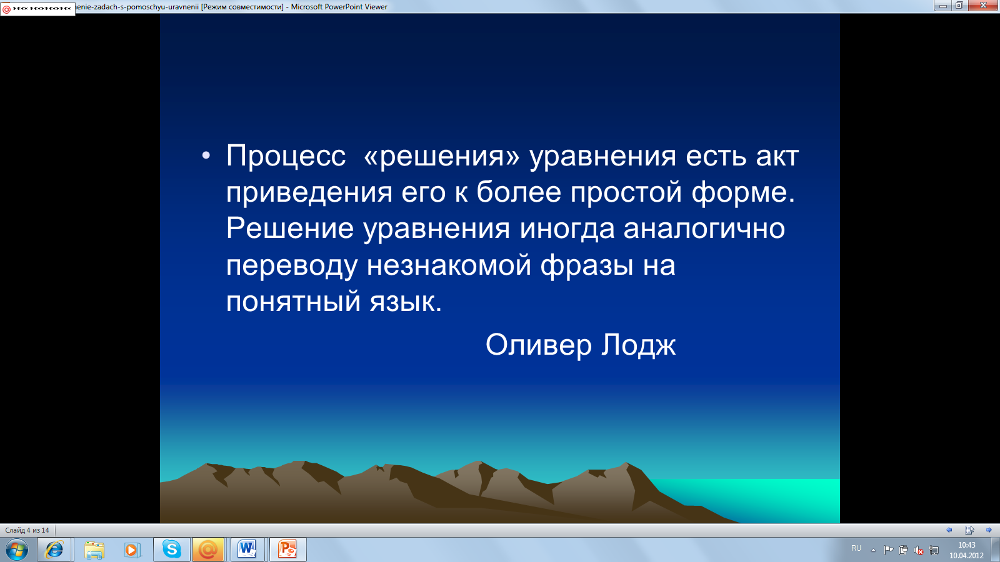 @ **** ***********
nenie-zadach-s-pomoschyu-uravnenii [Режим совместимости] - Microsoft PowerPoint Viewer
• Процесс «решения» уравнения есть акт
приведения его к более простой форме.
Решение уравнения иногда аналогично
переводу незнакомой фразы на
понятный язык.
Оливер Лодж
Слайд 4 из 14
RU
10:43
10.04.2012